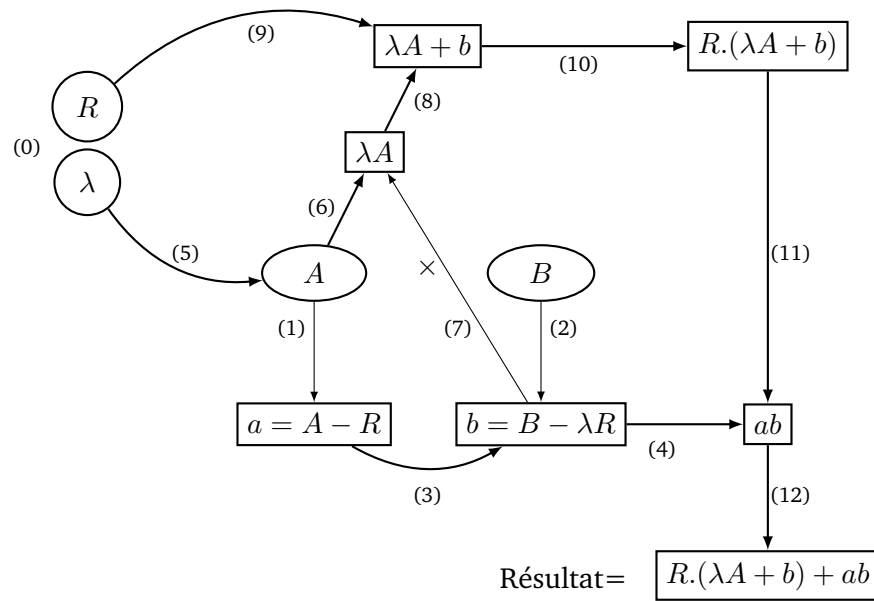 (9)
λA + b
(10)
R.(λA + b)
R
(8)
(0)
λA
λ
(6)
(5)
A
×
B
(11)
(1)
(7)
(2)
a = A − R
b = B − λR
(4)
ab
(3)
(12)
Résultat= R.(λA + b) + ab